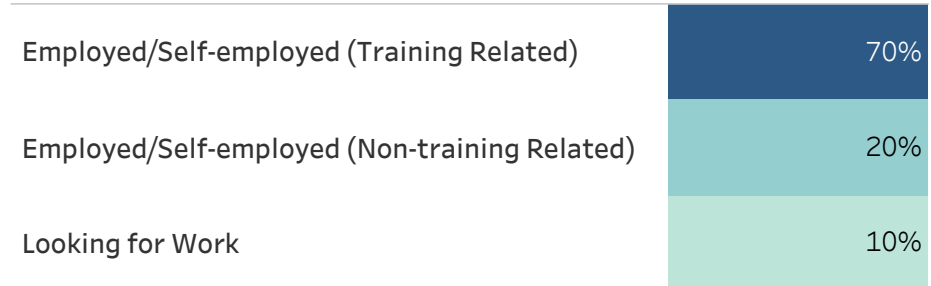 Employed/Self-employed (Training Related) 70%
Employed/Self-employed (Non-training Related) 20%
Looking for Work 10%